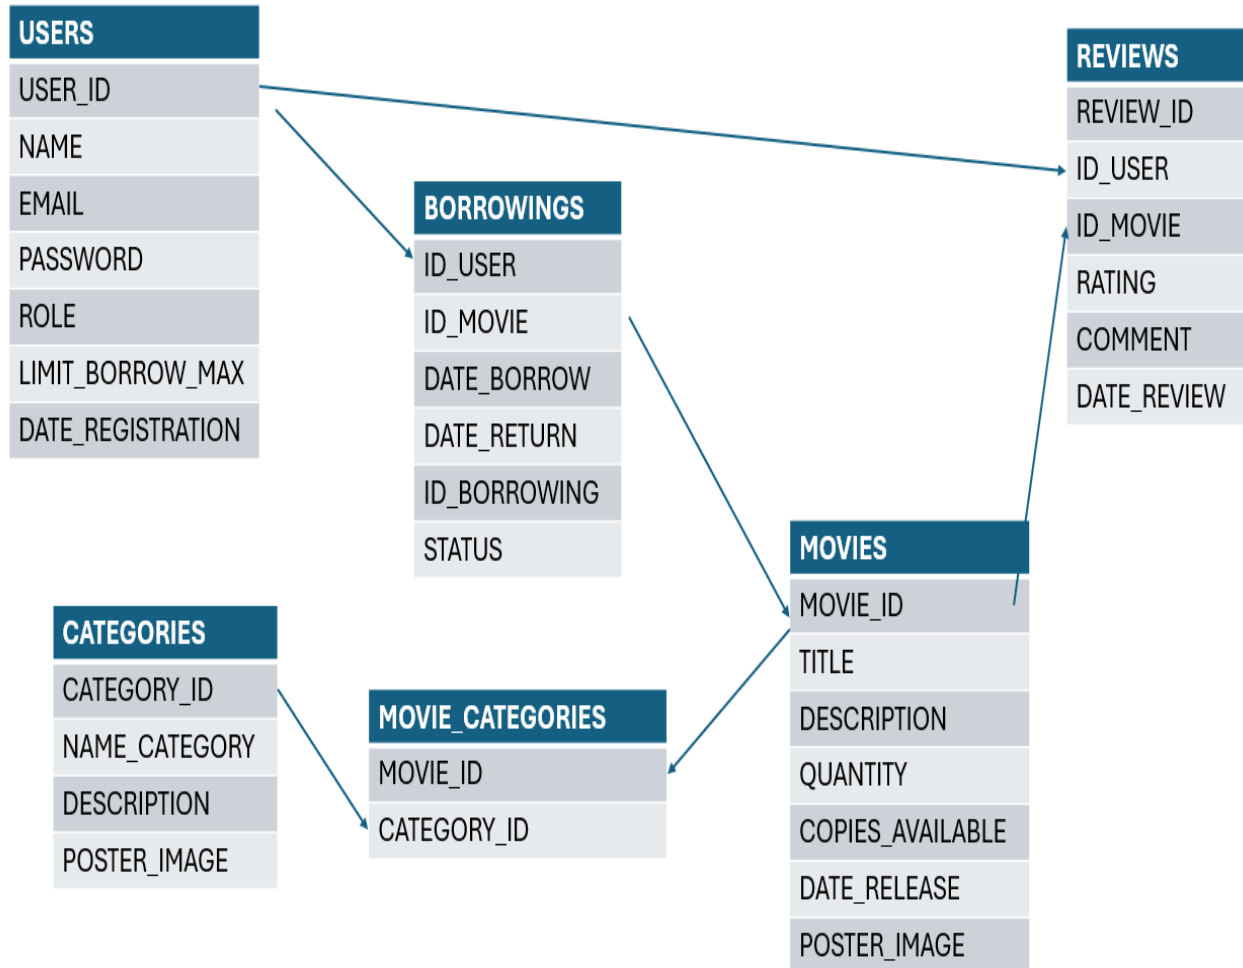 USERS
USER_ID
NAME
EMAIL
PASSWORD
ROLE
LIMIT_BORROW_MAX
DATE_REGISTRATION
BORROWINGS
ID_USER
ID_MOVIE
DATE_BORROW
DATE_RETURN
ID_BORROWING
STATUS
REVIEWS
REVIEW_ID
ID_USER
ID_MOVIE
RATING
COMMENT
DATE_REVIEW
CATEGORIES
CATEGORY_ID
NAME_CATEGORY
DESCRIPTION
POSTER_IMAGE
MOVIE_CATEGORIES
MOVIE_ID
CATEGORY_ID
MOVIES
MOVIE_ID
TITLE
DESCRIPTION
QUANTITY
COPIES_AVAILABLE
DATE_RELEASE
POSTER_IMAGE